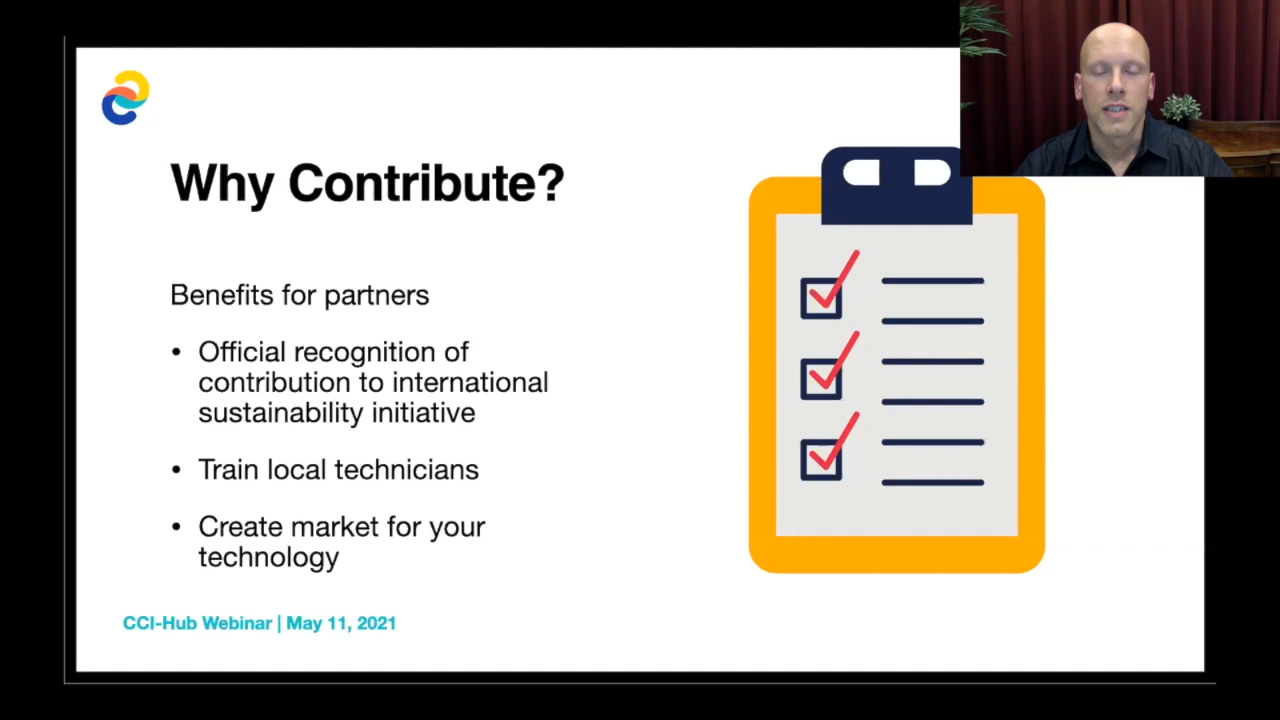 Why Contribute?
Benefits for partners
• Official recognition of
contribution to international
sustainability initiative
• Train local technicians
• Create market for your
technology
CCI-Hub Webinar | May 11, 2021